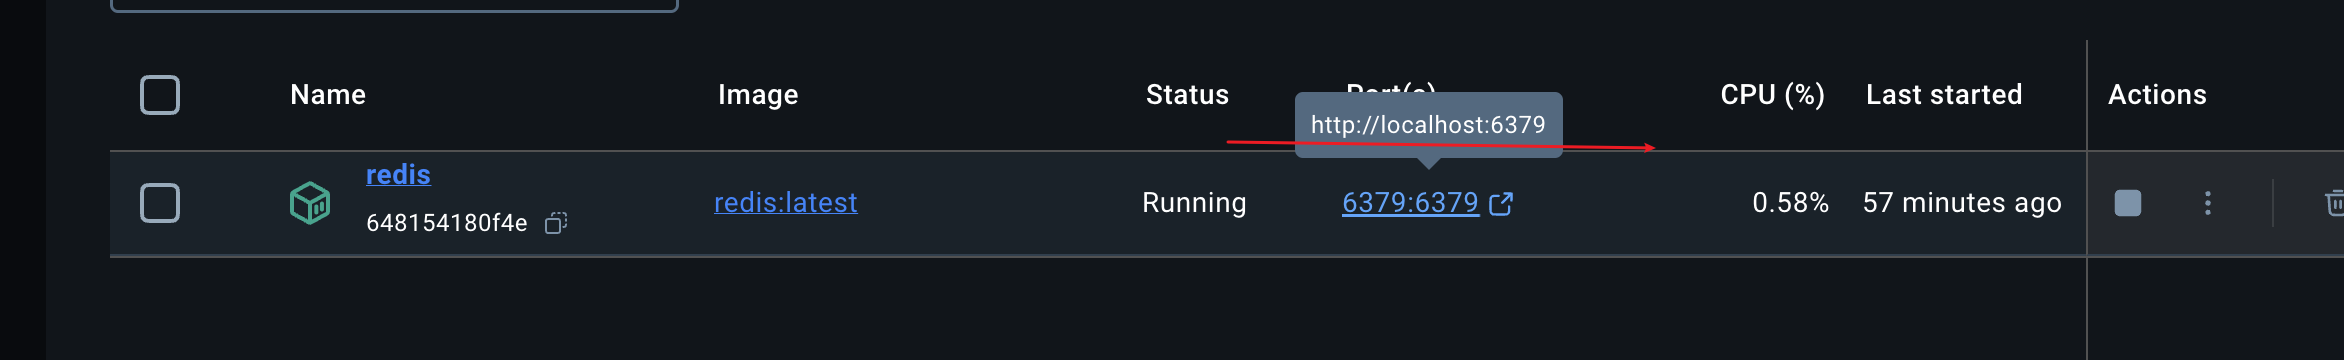 Name Image Status Port(s) CPU (%) Last started Actions
http://localhost:6379
redis
648154180f4e
redis:latest Running 6379:6379 0.58% 57 minutes ago